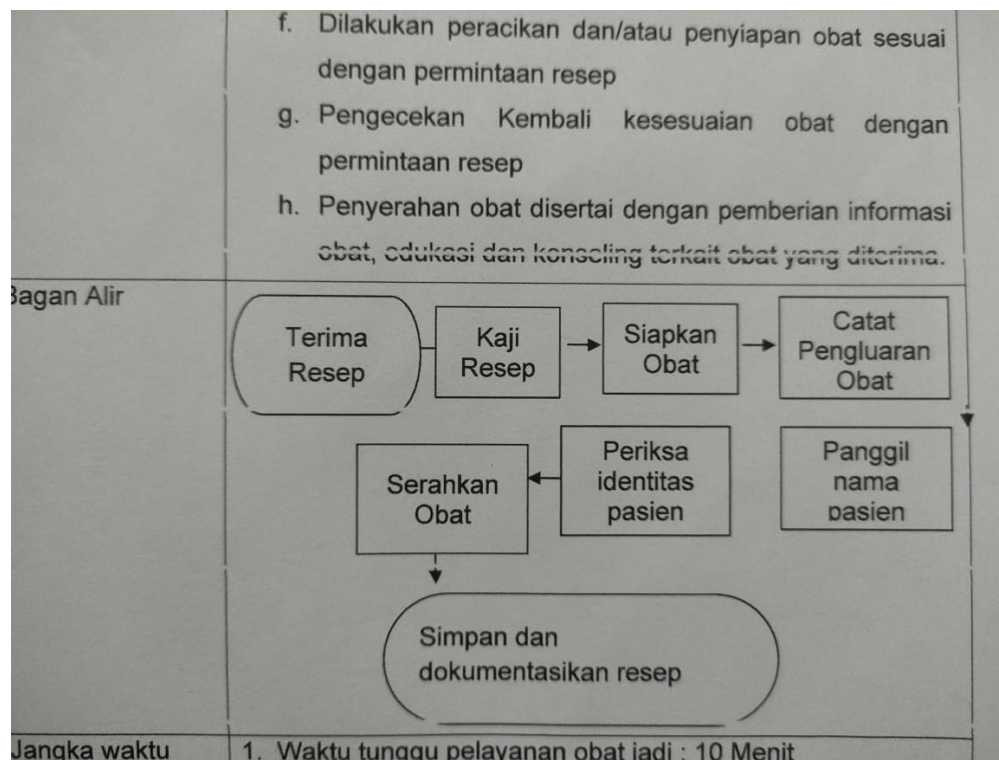 f. Dilakukan peracikan dan/atau penyiapan obat sesuai
dengan permintaan resep
g. Pengecekan Kembali kesesuaian obat dengan
permintaan resep
h. Penyerahan obat disertai dengan pemberian informasi
obat, edukasi dan konseling terkait obat yang diterima.
Bagan Alir
Terima
Resep
Kaji
Resep
Siapkan
Obat
Catat
Pengluaran
Obat
Panggil
nama
pasien
Periksa
identitas
pasien
Serahkan
Obat
Simpan dan
dokumentasikan resep
Jangka waktu
1. Waktu tunggu pelayanan obat jadi : 10 Menit